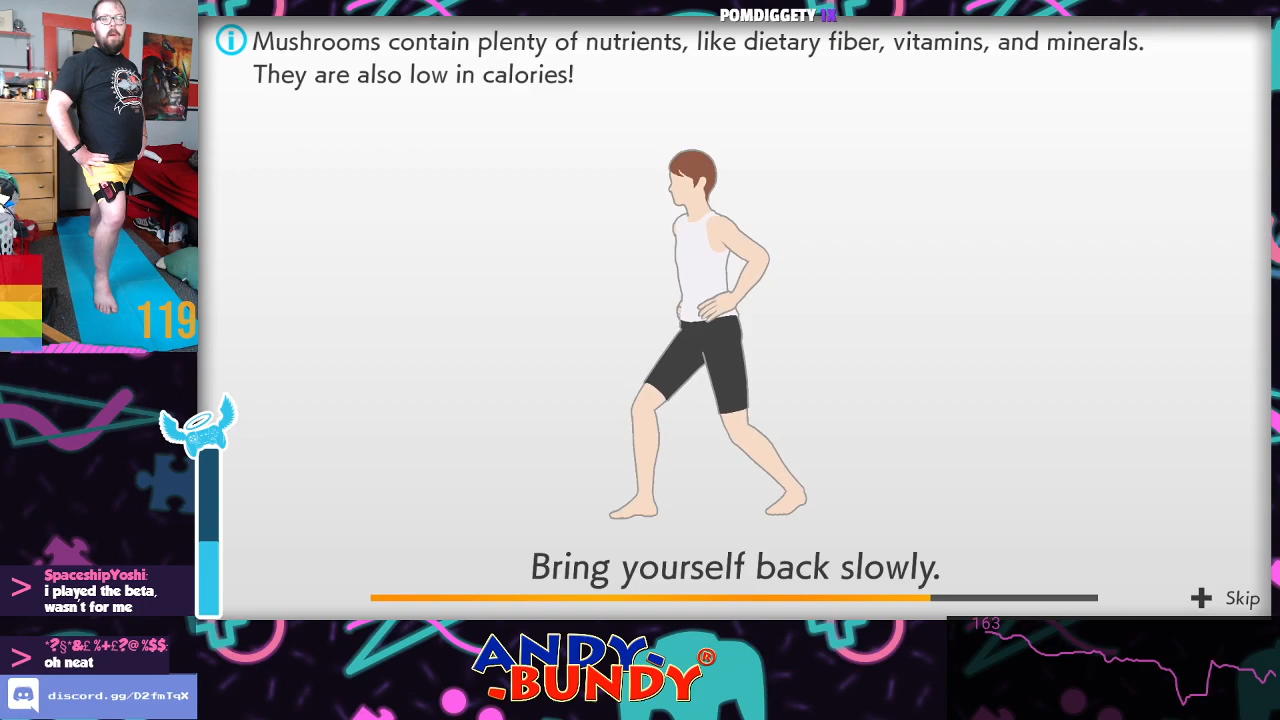 POMDIGGETY 1X
Mushrooms contain plenty of nutrients, like dietary fiber, vitamins, and minerals.
They are also low in calories!
119
Bring yourself back slowly.
+ Skip
> SpaceshipYoshi:
i played the beta,
wasn't for me
> *?§*&£%+£?@%$$:
oh neat
discord.gg/D2fmTqX
ANDY-
-BUNDY®
163